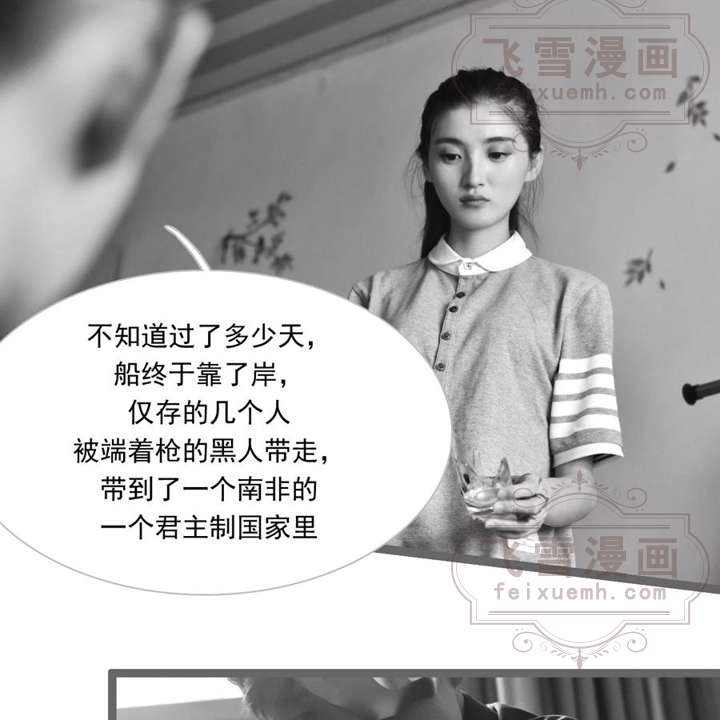 飞雪漫画
feixuemh.com
不知道过了多少天，
船终于靠了岸，
仅存的几个人
被端着枪的黑人带走，
带到了一个南非的
一个君主制国家里
飞雪漫画
feixuemh.com